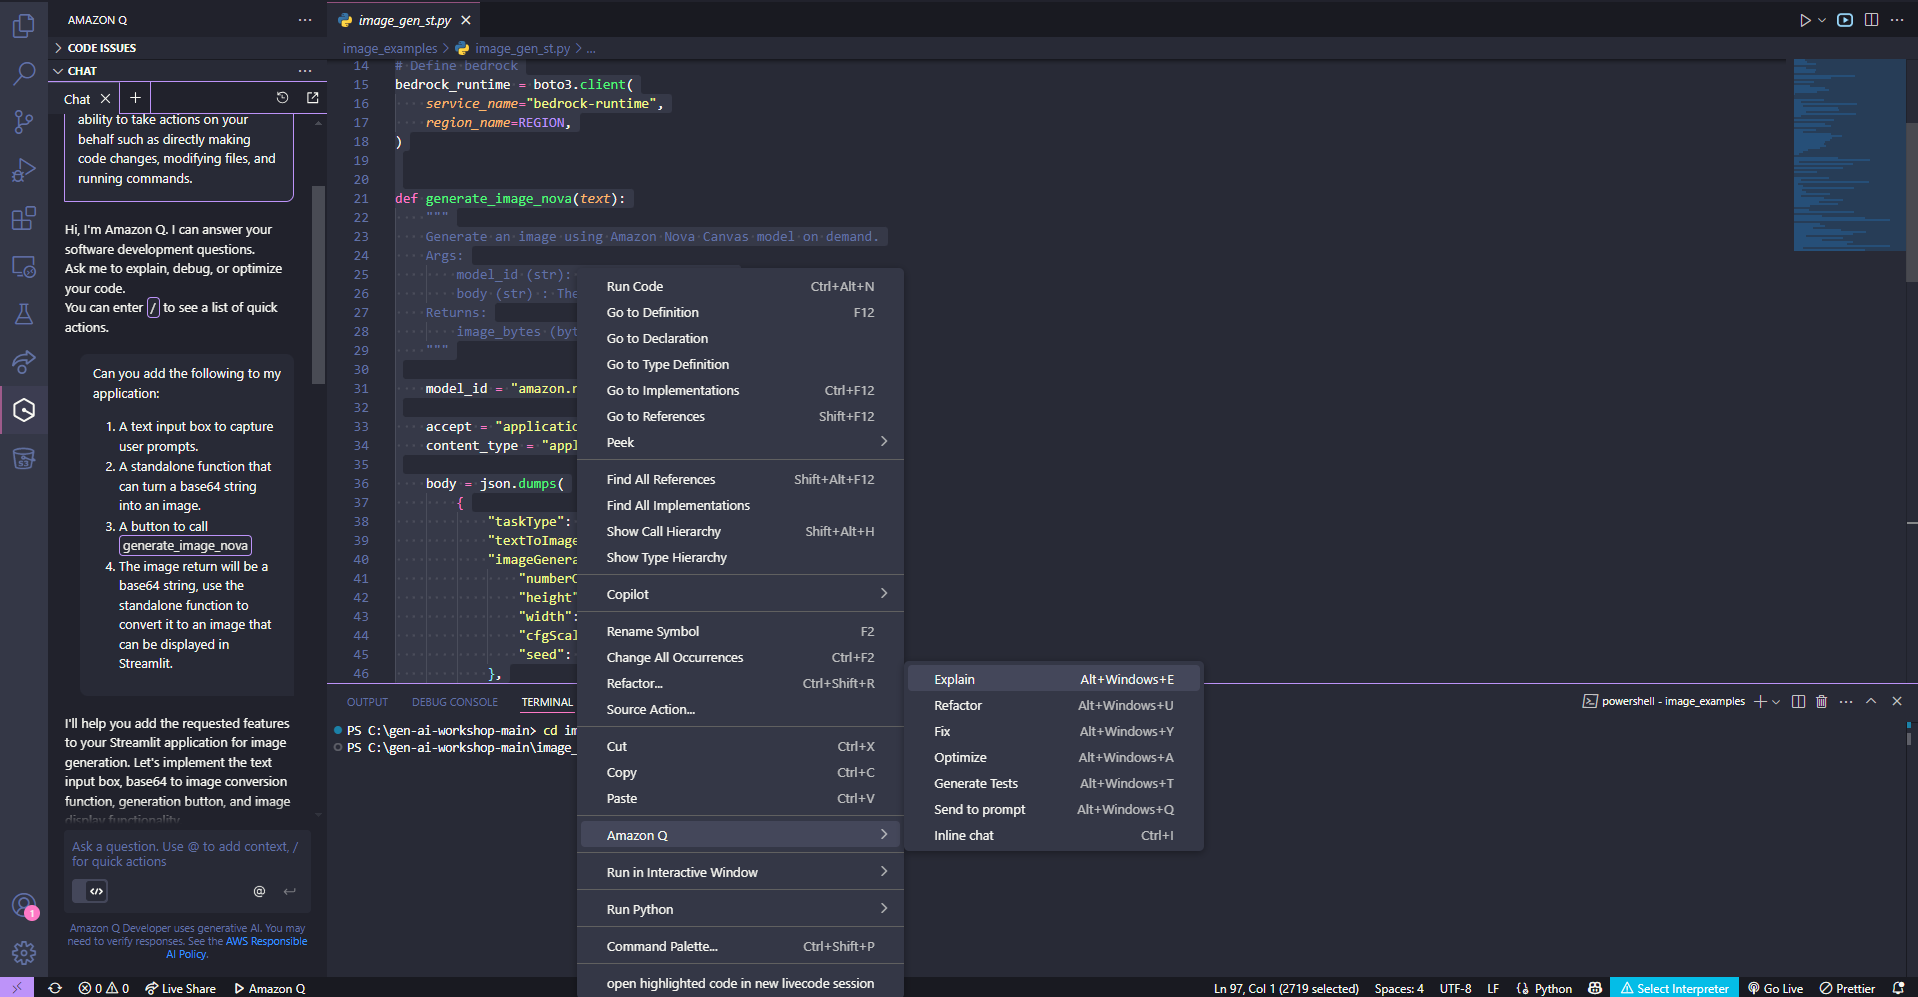 AMAZON Q
CODE ISSUES
CHAT
Chat
ability to take actions on your
behalf such as directly making
code changes, modifying files, and
running commands.
Hi, I'm Amazon Q. I can answer your
software development questions.
Ask me to explain, debug, or optimize
your code.
You can enter / to see a list of quick
actions.
Can you add the following to my
application:
1. A text input box to capture
user prompts.
2. A standalone function that
can turn a base64 string
into an image.
3. A button to call
generate_image_nova
4. The image return will be a
base64 string, use the
standalone function to
convert it to an image that
can be displayed in
Streamlit.
I'll help you add the requested features
to your Streamlit application for image
generation. Let's implement the text
input box, base64 to image conversion
function, generation button, and image
display functionality
Ask a question. Use @ to add context, /
for quick actions
Amazon Q Developer uses generative AI. You may
need to verify responses. See the AWS Responsible
AI Policy.
image_gen_st.py
image_examples > image_gen_st.py > ...
14 # Define bedrock
15 bedrock_runtime = boto3.client(
16 service_name="bedrock-runtime",
17 region_name=REGION,
18 )
19
20
21 def generate_image_nova(text):
22 """
23 Generate an image using Amazon Nova Canvas model on demand.
24 Args:
25 model_id (str):
26 body (str) : The
27 Returns:
28 image_bytes (byt
29 """
30
31 model_id = "amazon.n
32
33 accept = "applicatio
34 content_type = "appl
35
36 body = json.dumps(
37 {
38 "taskType":
39 "textToImage
40 "imageGenera
41 "numberO
42 "height"
43 "width":
44 "cfgScal
45 "seed":
46 },
Run Code Ctrl+Alt+N
Go to Definition F12
Go to Declaration
Go to Type Definition
Go to Implementations Ctrl+F12
Go to References Shift+F12
Peek
Find All References Shift+Alt+F12
Find All Implementations
Show Call Hierarchy Shift+Alt+H
Show Type Hierarchy
Copilot
Rename Symbol F2
Change All Occurrences Ctrl+F2
Refactor... Ctrl+Shift+R
Source Action...
Cut Ctrl+X
Copy Ctrl+C
Paste Ctrl+V
Amazon Q
Run in Interactive Window
Run Python
Command Palette... Ctrl+Shift+P
open highlighted code in new livecode session
Explain Alt+Windows+E
Refactor Alt+Windows+U
Fix Alt+Windows+Y
Optimize Alt+Windows+A
Generate Tests Alt+Windows+T
Send to prompt Alt+Windows+Q
Inline chat Ctrl+I
OUTPUT DEBUG CONSOLE TERMINAL
powershell - image_examples
PS C:\gen-ai-workshop-main> cd im
PS C:\gen-ai-workshop-main\image_
1
S3
0 0 Live Share Amazon Q
Ln 97, Col 1 (2719 selected) Spaces: 4 UTF-8 LF Python Select Interpreter Go Live Prettier